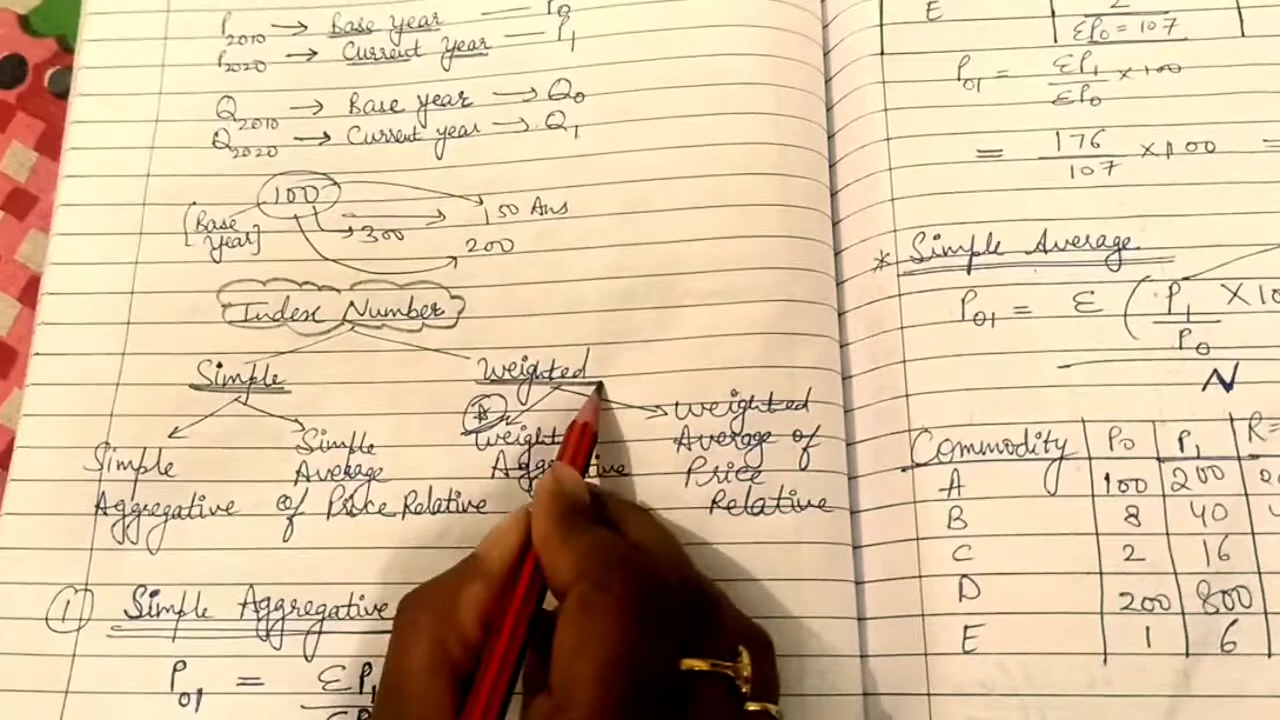 P2010 → Base year — P0
P2020 → Current year — P1
Q2010 → Base year → Q0
Q2020 → Current year → Q1
100
[Base
year]
150 Ans
300
200
Index Number
Simple
Weighted
Simple
Aggregative
Simple
Average
of Price Relative
Weighted
Average of
Price
Relative
① Simple Aggregative
P01 = ΣP1
E 2
ΣP0 = 107
P01 = ΣP1/ΣP0 × 100
= 176/107 × 100 =
* Simple Average
P01 = Σ (P1/P0 × 10
N
Commodity P0 P1 R=
A 100 200
B 8 40
C 2 16
D 200 800
E 1 6